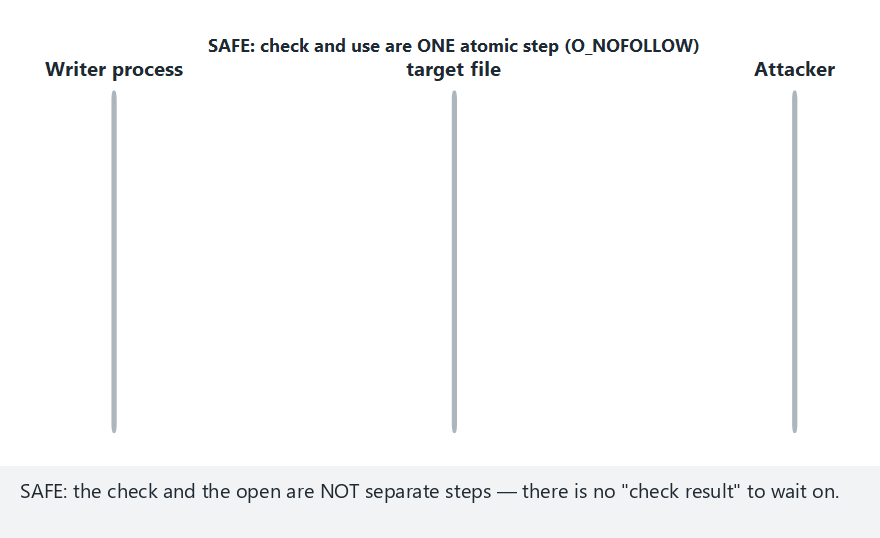 SAFE: check and use are ONE atomic step (O_NOFOLLOW)
Writer process
target file
Attacker
SAFE: the check and the open are NOT separate steps — there is no "check result" to wait on.